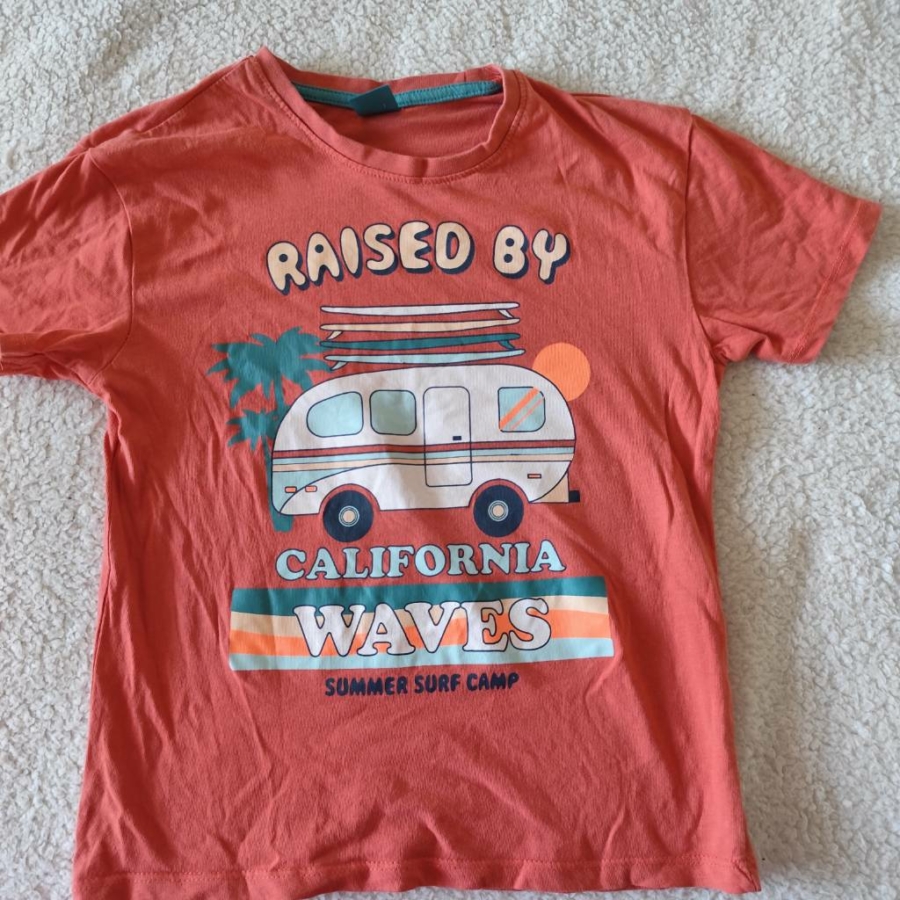 RAISED BY
CALIFORNIA
WAVES
SUMMER SURF CAMP